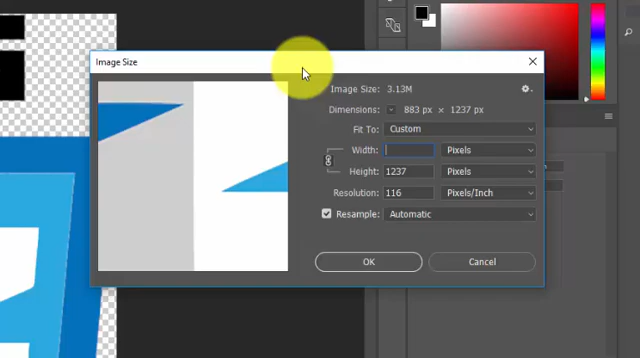 Image Size
Image Size: 3.13M
Dimensions: 883 px × 1237 px
Fit To: Custom
Width: Pixels
Height: 1237 Pixels
Resolution: 116 Pixels/Inch
Resample: Automatic
OK Cancel